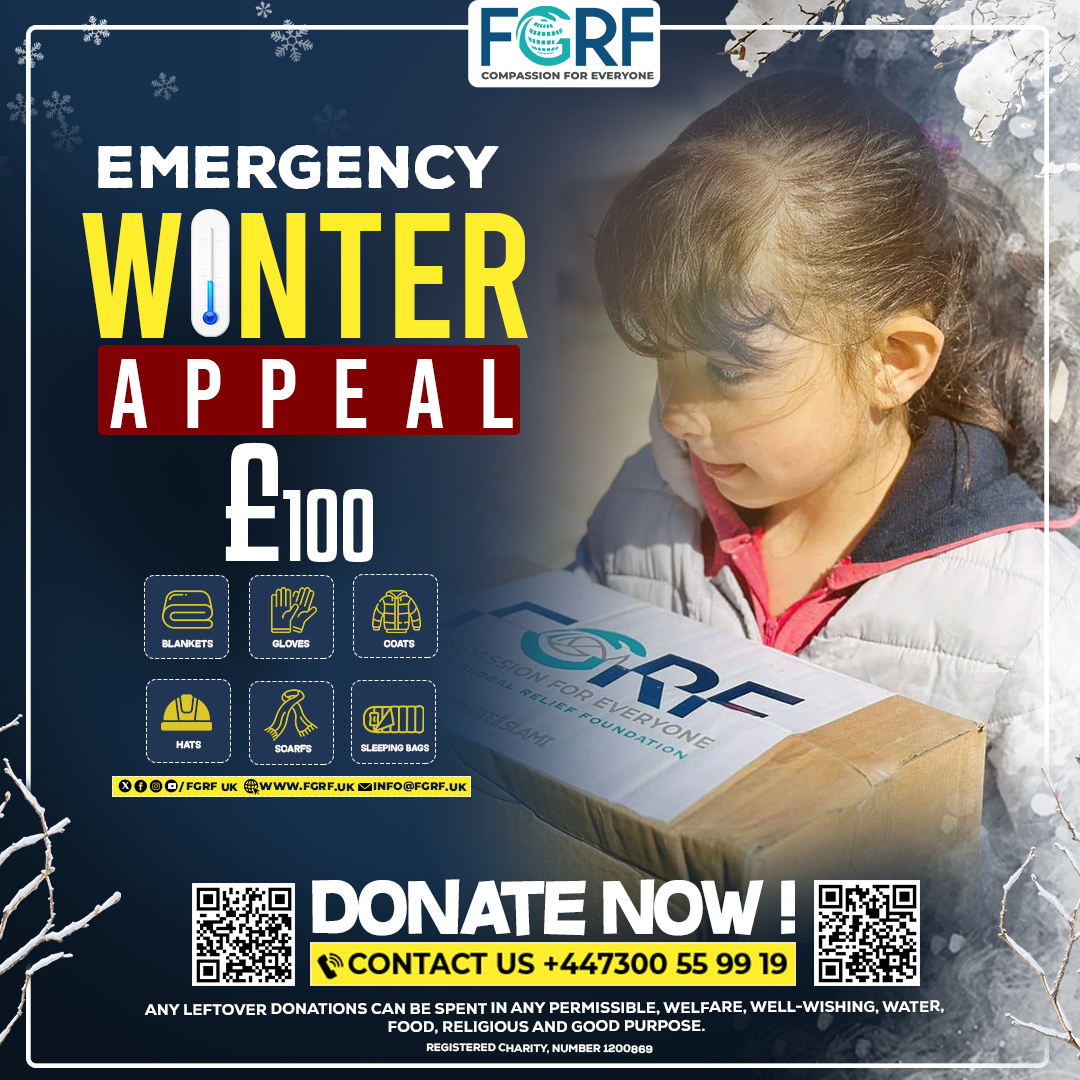 FGRF
COMPASSION FOR EVERYONE
EMERGENCY
WINTER
APPEAL
£100
BLANKETS
GLOVES
COATS
HATS
SCARFS
SLEEPING BAGS
/FGRF UK WWW.FGRF.UK INFO@FGRF.UK
FGRF
PASSION FOR EVERYONE
GLOBAL RELIEF FOUNDATION
DONATE NOW !
CONTACT US +447300 55 99 19
ANY LEFTOVER DONATIONS CAN BE SPENT IN ANY PERMISSIBLE, WELFARE, WELL-WISHING, WATER,
FOOD, RELIGIOUS AND GOOD PURPOSE.
REGISTERED CHARITY, NUMBER 1200869